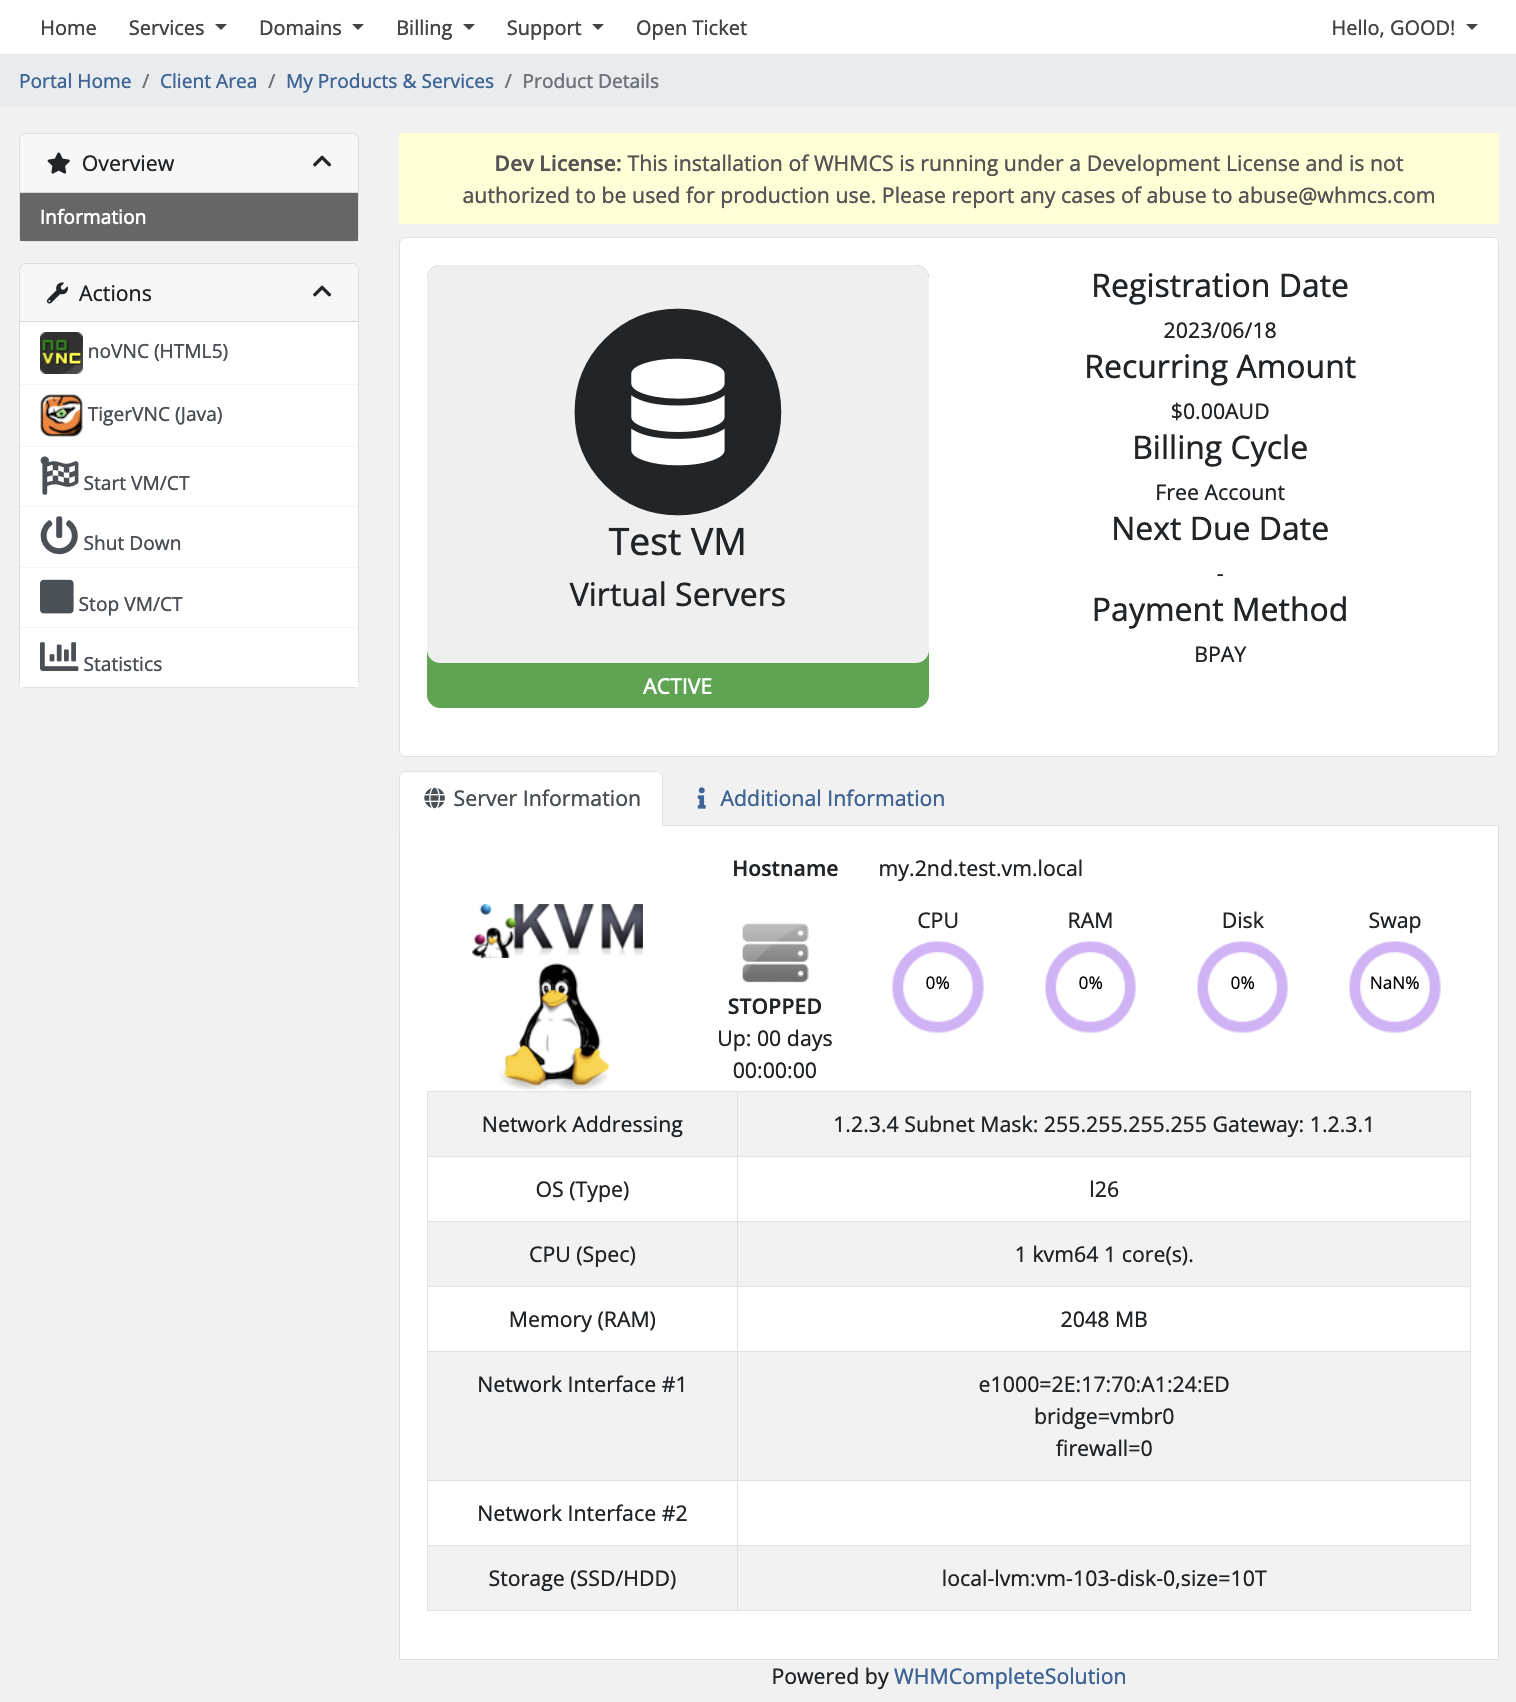 Home Services Domains Billing Support Open Ticket Hello, GOOD!
Portal Home / Client Area / My Products & Services / Product Details
Overview
Information
Actions
no VNC noVNC (HTML5)
TigerVNC (Java)
Start VM/CT
Shut Down
Stop VM/CT
Statistics
Dev License: This installation of WHMCS is running under a Development License and is not
authorized to be used for production use. Please report any cases of abuse to abuse@whmcs.com
Test VM
Virtual Servers
ACTIVE
Registration Date
2023/06/18
Recurring Amount
$0.00AUD
Billing Cycle
Free Account
Next Due Date
-
Payment Method
BPAY
Server Information Additional Information
Hostname my.2nd.test.vm.local
KVM
STOPPED
Up: 00 days
00:00:00
CPU RAM Disk Swap
0% 0% 0% NaN%
Network Addressing 1.2.3.4 Subnet Mask: 255.255.255.255 Gateway: 1.2.3.1
OS (Type) l26
CPU (Spec) 1 kvm64 1 core(s).
Memory (RAM) 2048 MB
Network Interface #1 e1000=2E:17:70:A1:24:ED
bridge=vmbr0
firewall=0
Network Interface #2
Storage (SSD/HDD) local-lvm:vm-103-disk-0,size=10T
Powered by WHMCompleteSolution